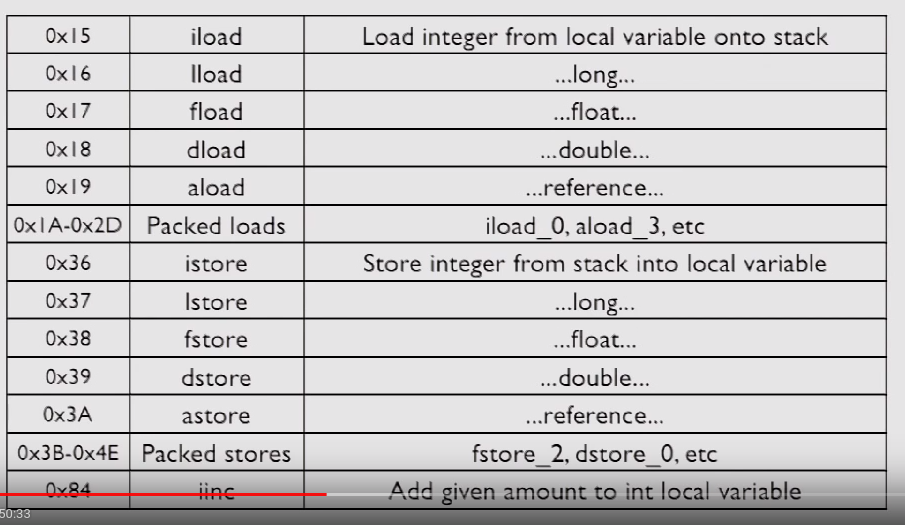 0x15 iload Load integer from local variable onto stack
0x16 lload ...long...
0x17 fload ...float...
0x18 dload ...double...
0x19 aload ...reference...
0x1A-0x2D Packed loads iload_0, aload_3, etc
0x36 istore Store integer from stack into local variable
0x37 lstore ...long...
0x38 fstore ...float...
0x39 dstore ...double...
0x3A astore ...reference...
0x3B-0x4E Packed stores fstore_2, dstore_0, etc
0x84 iinc Add given amount to int local variable
50:33